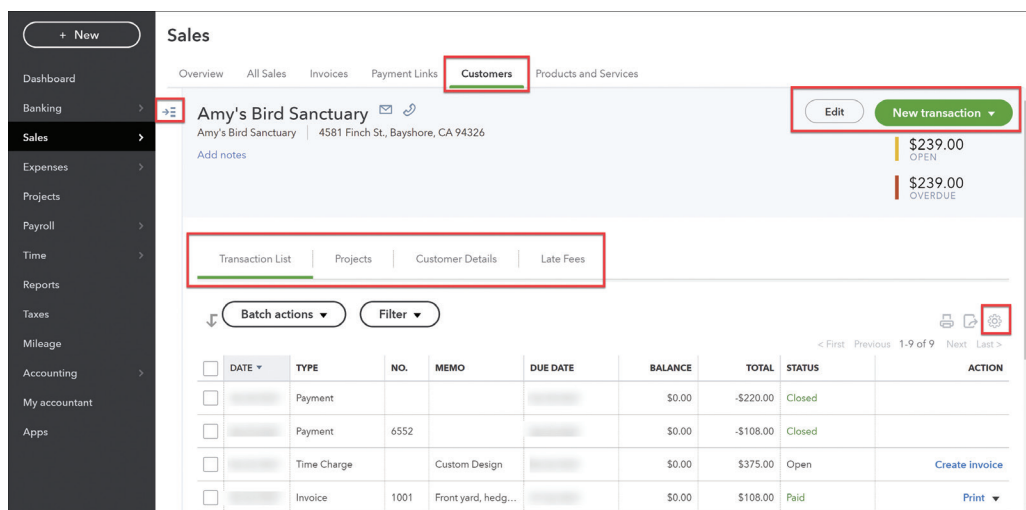 + New
Dashboard
Banking
Sales
Expenses
Projects
Payroll
Time
Reports
Taxes
Mileage
Accounting
My accountant
Apps
Sales
Overview All Sales Invoices Payment Links Customers Products and Services
Amy's Bird Sanctuary
Amy's Bird Sanctuary | 4581 Finch St., Bayshore, CA 94326
Add notes
Edit New transaction
$239.00
OPEN
$239.00
OVERDUE
Transaction List Projects Customer Details Late Fees
Batch actions Filter
< First Previous 1-9 of 9 Next Last >
DATE TYPE NO. MEMO DUE DATE BALANCE TOTAL STATUS ACTION
Payment $0.00 -$220.00 Closed
Payment 6552 $0.00 -$108.00 Closed
Time Charge Custom Design $0.00 $375.00 Open Create invoice
Invoice 1001 Front yard, hedg... $0.00 $108.00 Paid Print